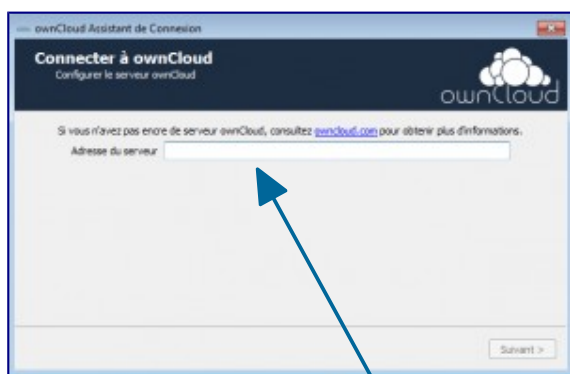 ownCloud Assistant de Connexion
Connecter à ownCloud
Configurer le serveur ownCloud
ownCloud
Si vous n'avez pas encre de serveur ownCloud, consultez owncloud.com pour obtenir plus d'informations.
Adresse du serveur
Suivant >